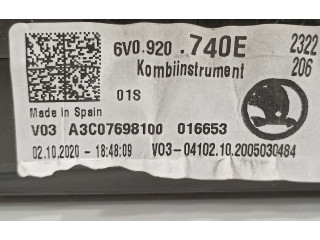 6V0.920 .740E 2322
Kombiinstrument 206
01S
Made in Spain
V03 A3C07698100 016653
02.10.2020 - 18:48:09 V03-04102.10.2005030484